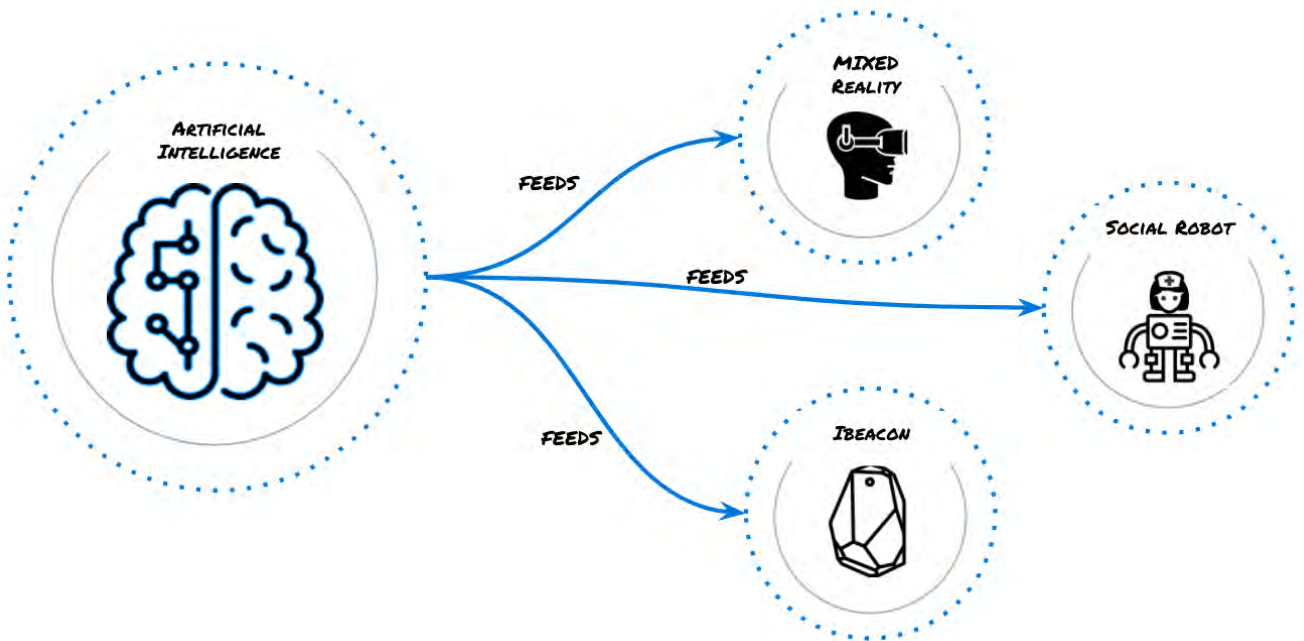 ARTIFICIAL
INTELLIGENCE
FEEDS
MIXED
REALITY
FEEDS
SOCIAL ROBOT
FEEDS
IBEACON